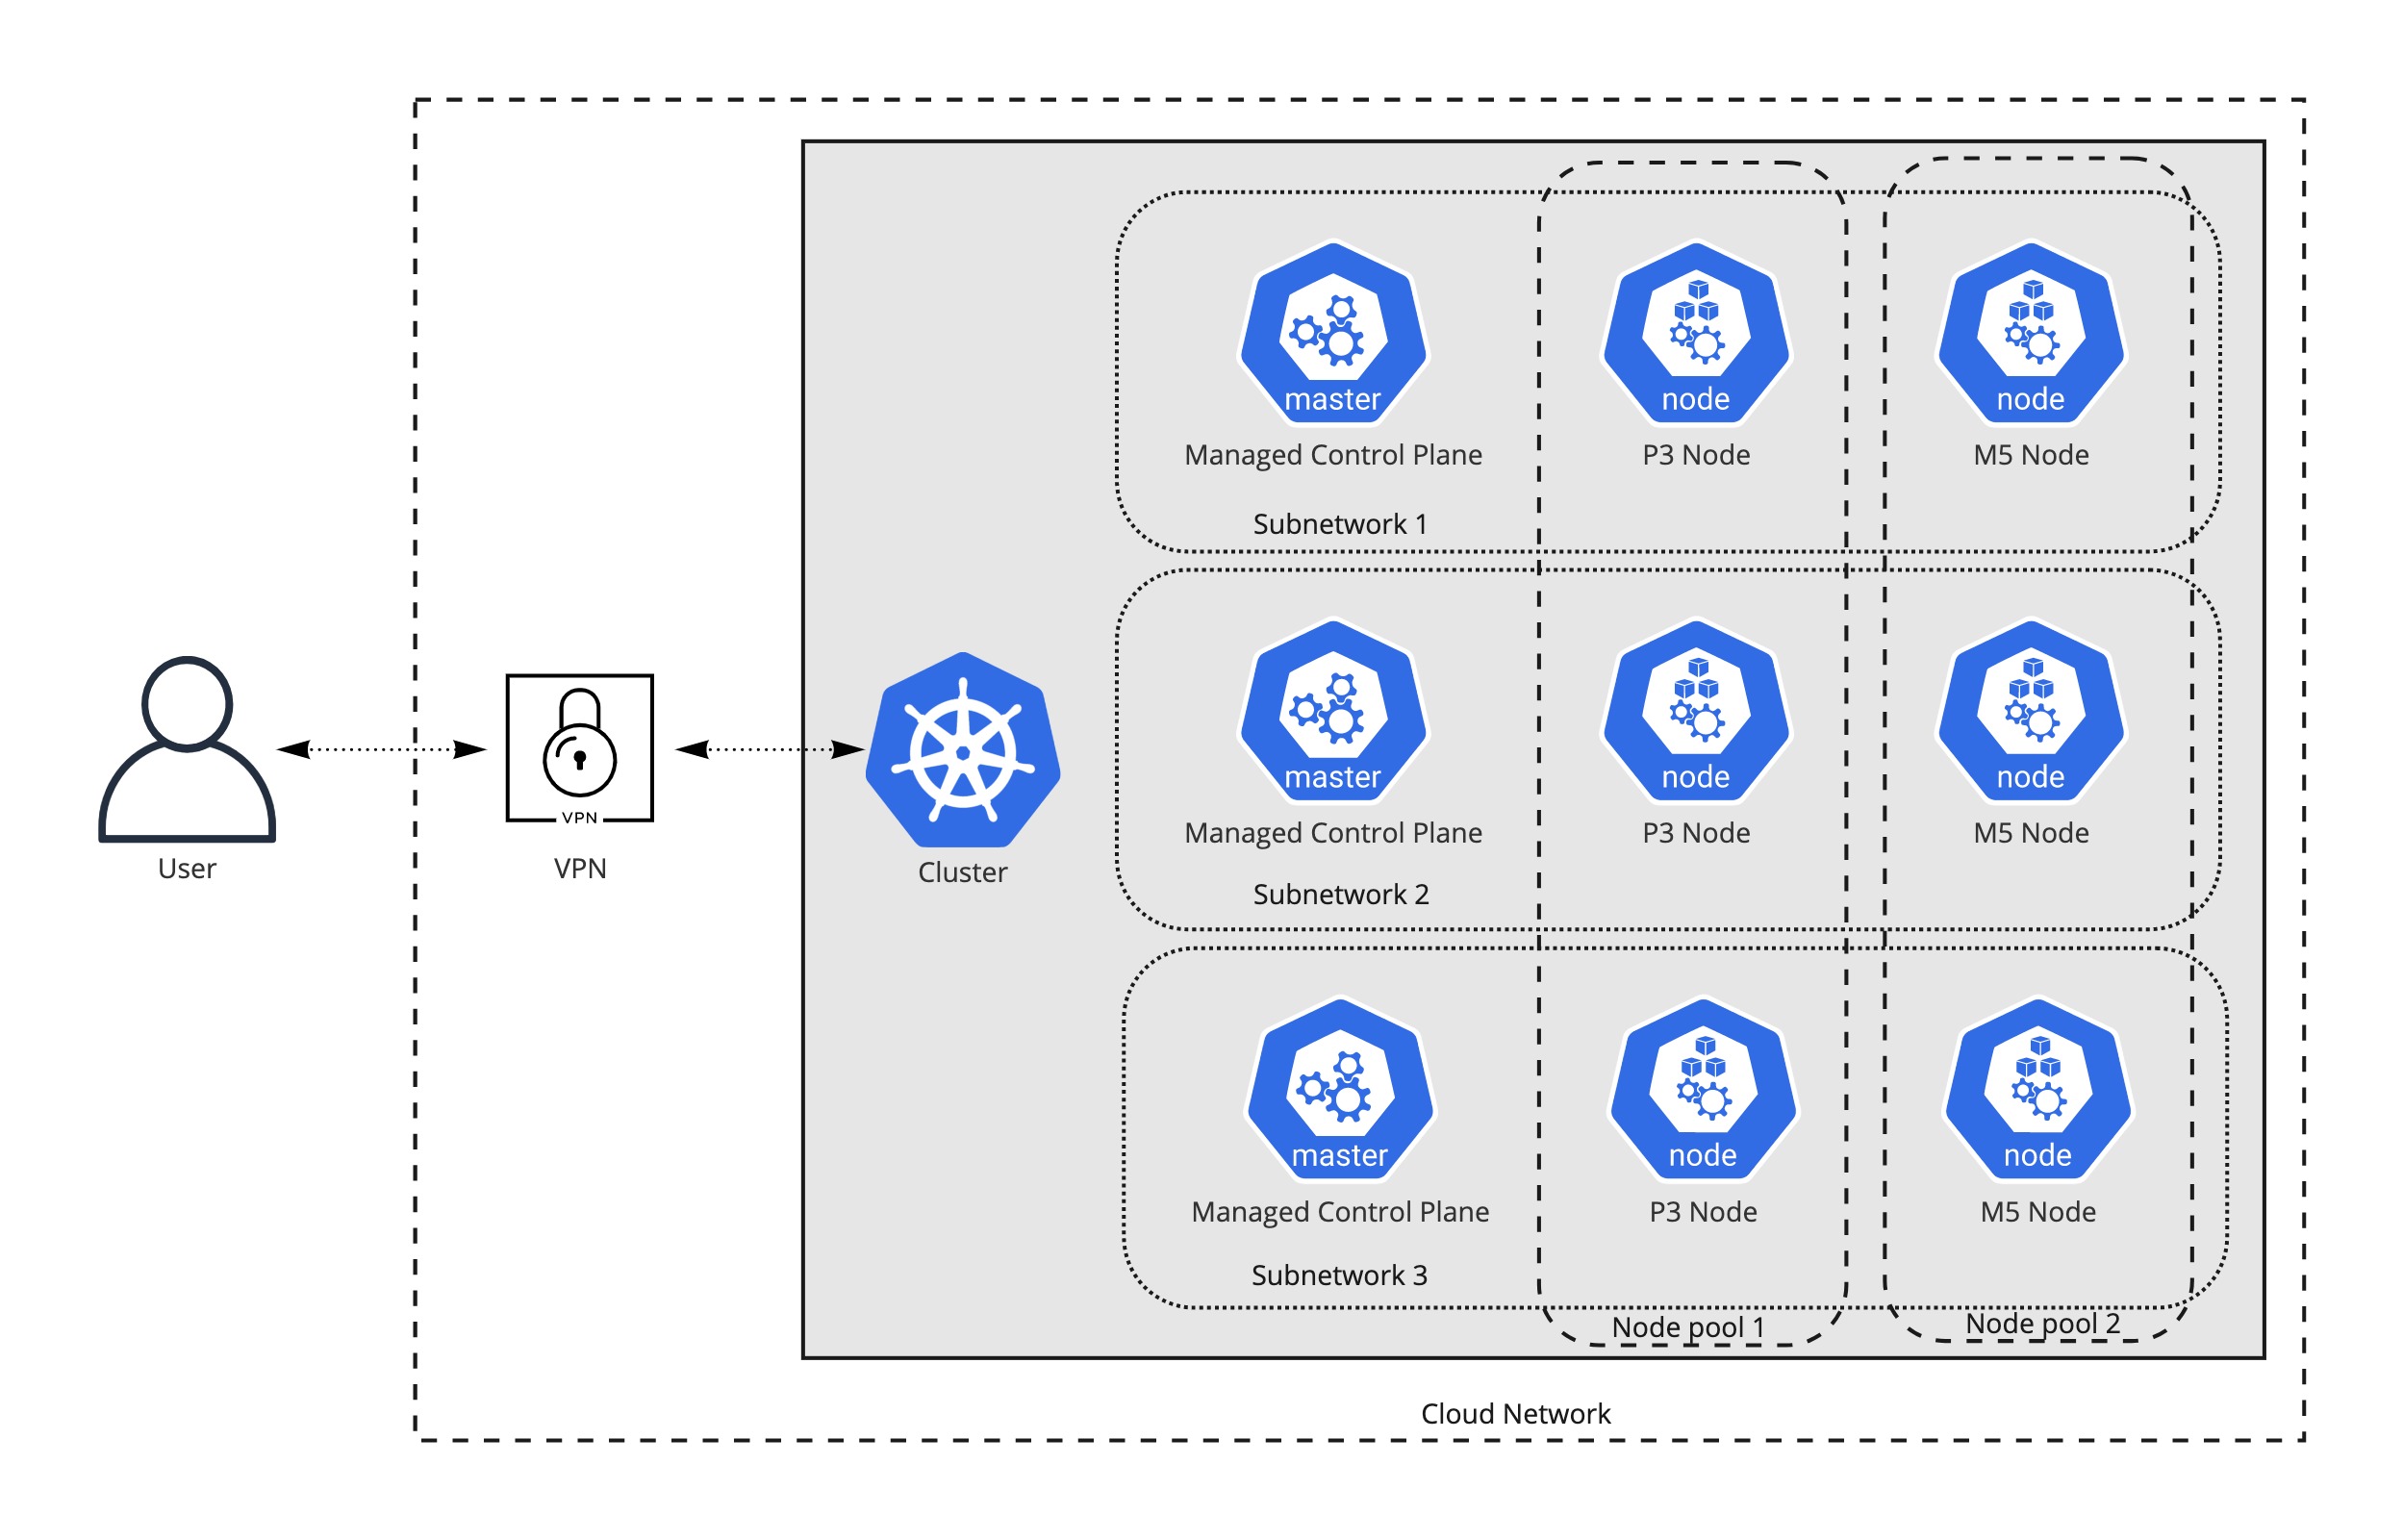 master
node
node
Managed Control Plane
P3 Node
M5 Node
Subnetwork 1
master
node
node
Managed Control Plane
P3 Node
M5 Node
Subnetwork 2
VPN
User
VPN
Cluster
master
node
node
Managed Control Plane
P3 Node
M5 Node
Subnetwork 3
Node pool 1
Node pool 2
Cloud Network